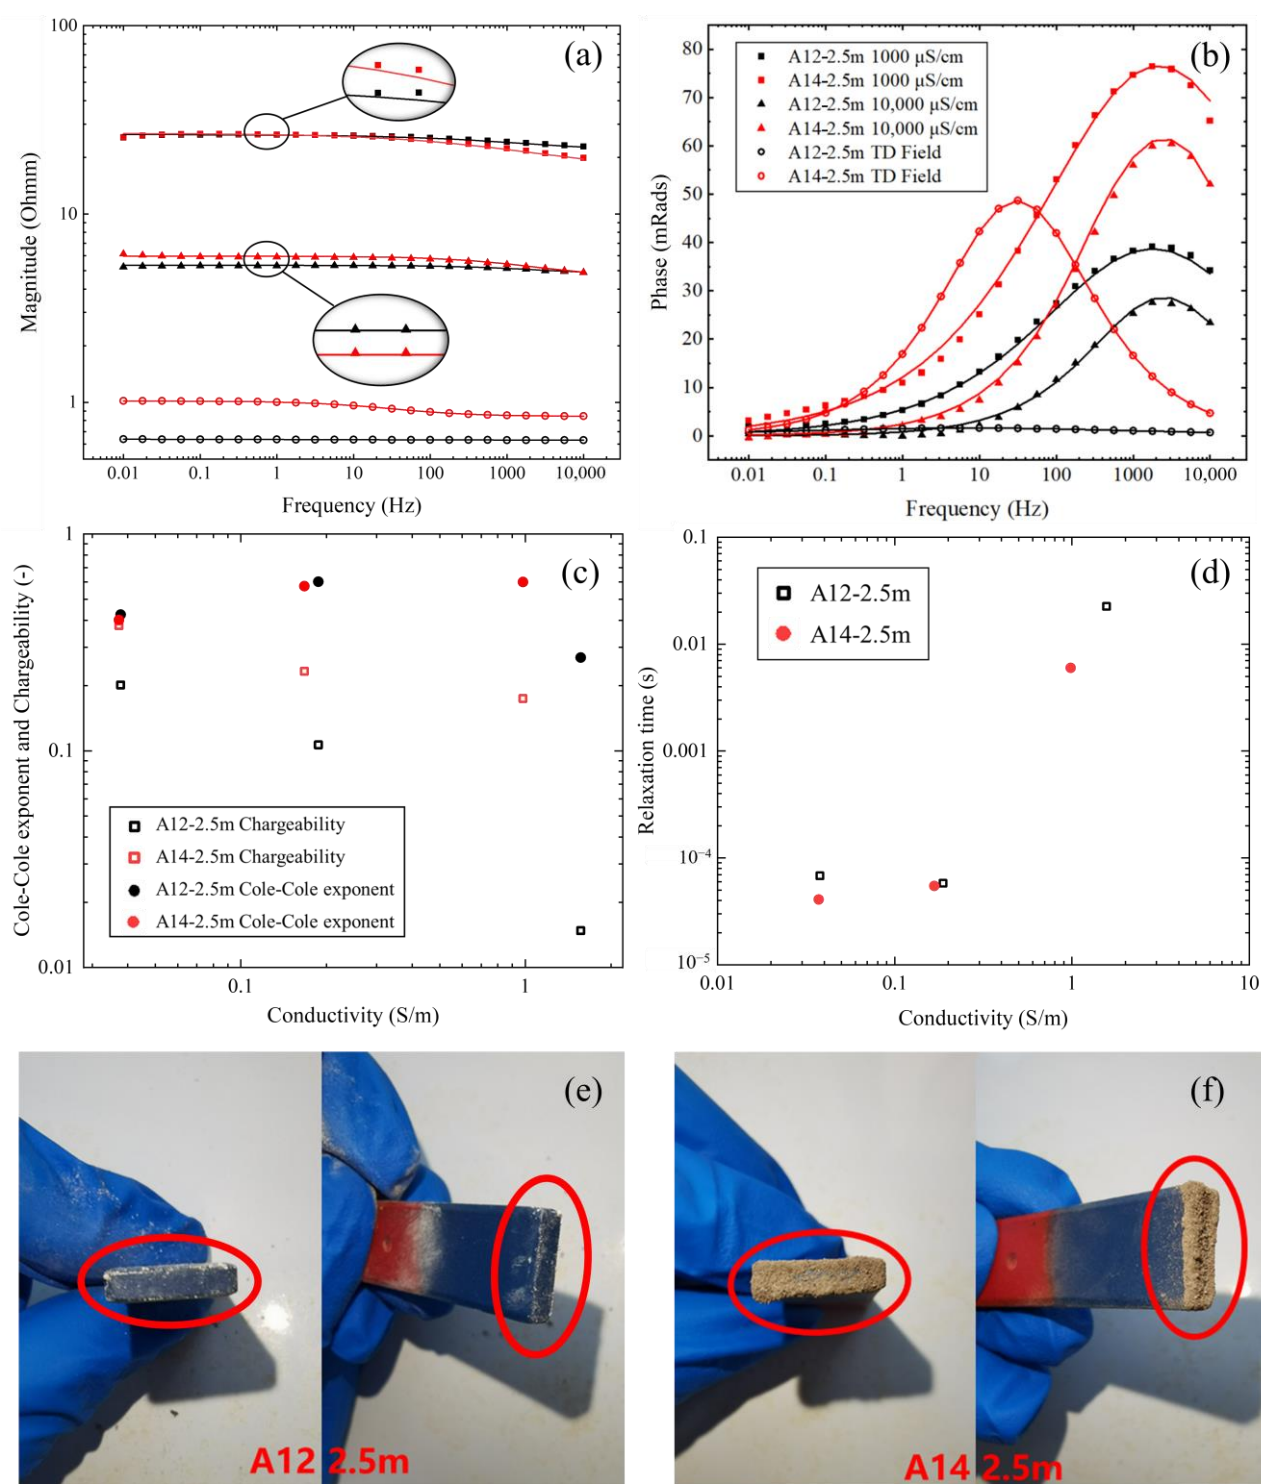 (a)
100
10
1
Magnitude (Ohmm)
0.01 0.1 1 10 100 1000 10,000
Frequency (Hz)
(b)
A12-2.5m 1000 μS/cm
A14-2.5m 1000 μS/cm
A12-2.5m 10,000 μS/cm
A14-2.5m 10,000 μS/cm
A12-2.5m TD Field
A14-2.5m TD Field
80
70
60
50
40
30
20
10
0
Phase (mRads)
0.01 0.1 1 10 100 1000 10,000
Frequency (Hz)
(c)
1
0.1
0.01
Cole-Cole exponent and Chargeability (-)
A12-2.5m Chargeability
A14-2.5m Chargeability
A12-2.5m Cole-Cole exponent
A14-2.5m Cole-Cole exponent
0.1 1
Conductivity (S/m)
(d)
A12-2.5m
A14-2.5m
0.1
0.01
0.001
10⁻⁴
10⁻⁵
Relaxation time (s)
0.01 0.1 1 10
Conductivity (S/m)
(e)
A12 2.5m
(f)
A14 2.5m